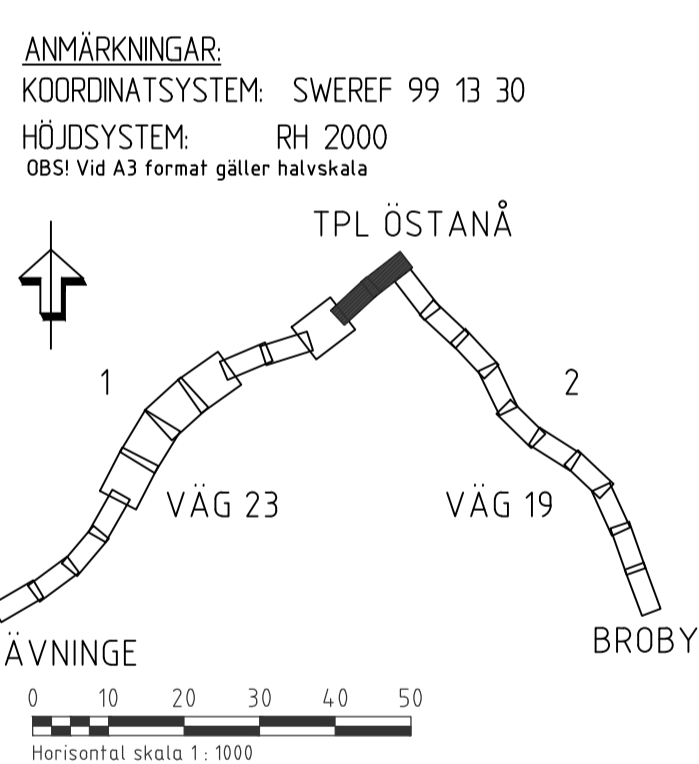 ANMÄRKNINGAR:
KOORDINATSYSTEM: SWEREF 99 13 30
HÖJDSYSTEM: RH 2000
OBS! Vid A3 format gäller halvskala
TPL ÖSTANÅ
1
2
VÄG 23
VÄG 19
ÄVNINGE
BROBY
0 10 20 30 40 50
Horisontal skala 1 : 1000